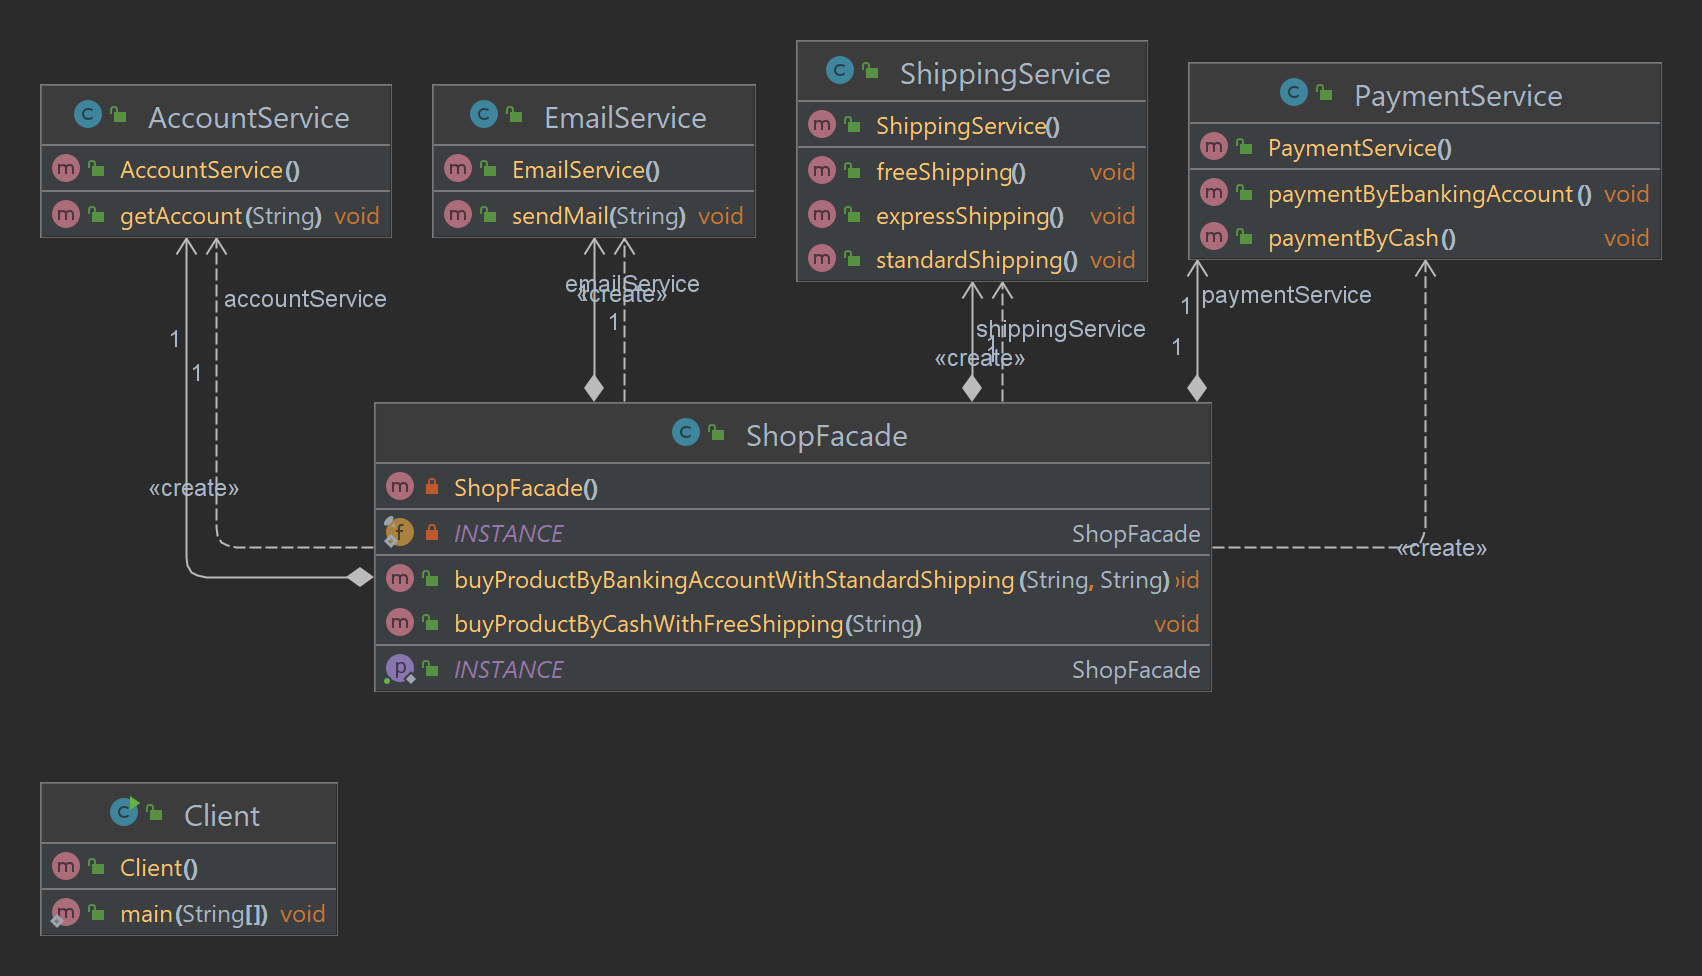 AccountService
AccountService()
getAccount(String) void
EmailService
EmailService()
sendMail(String) void
ShippingService
ShippingService()
freeShipping() void
expressShipping() void
standardShipping() void
PaymentService
PaymentService()
paymentByEbankingAccount() void
paymentByCash() void
accountService
1
1
«create»
emailService
«create»
1
shippingService
1
«create»
paymentService
1
1
«create»
ShopFacade
ShopFacade()
INSTANCE ShopFacade
buyProductByBankingAccountWithStandardShipping(String, String) oid
buyProductByCashWithFreeShipping(String) void
INSTANCE ShopFacade
Client
Client()
main(String[]) void